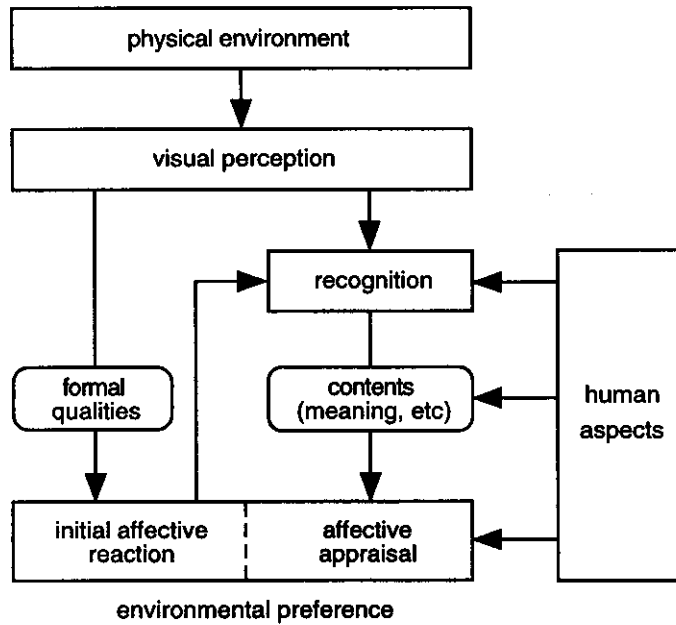 physical environment
visual perception
recognition
formal
qualities
contents
(meaning, etc)
human
aspects
initial affective
reaction
affective
appraisal
environmental preference